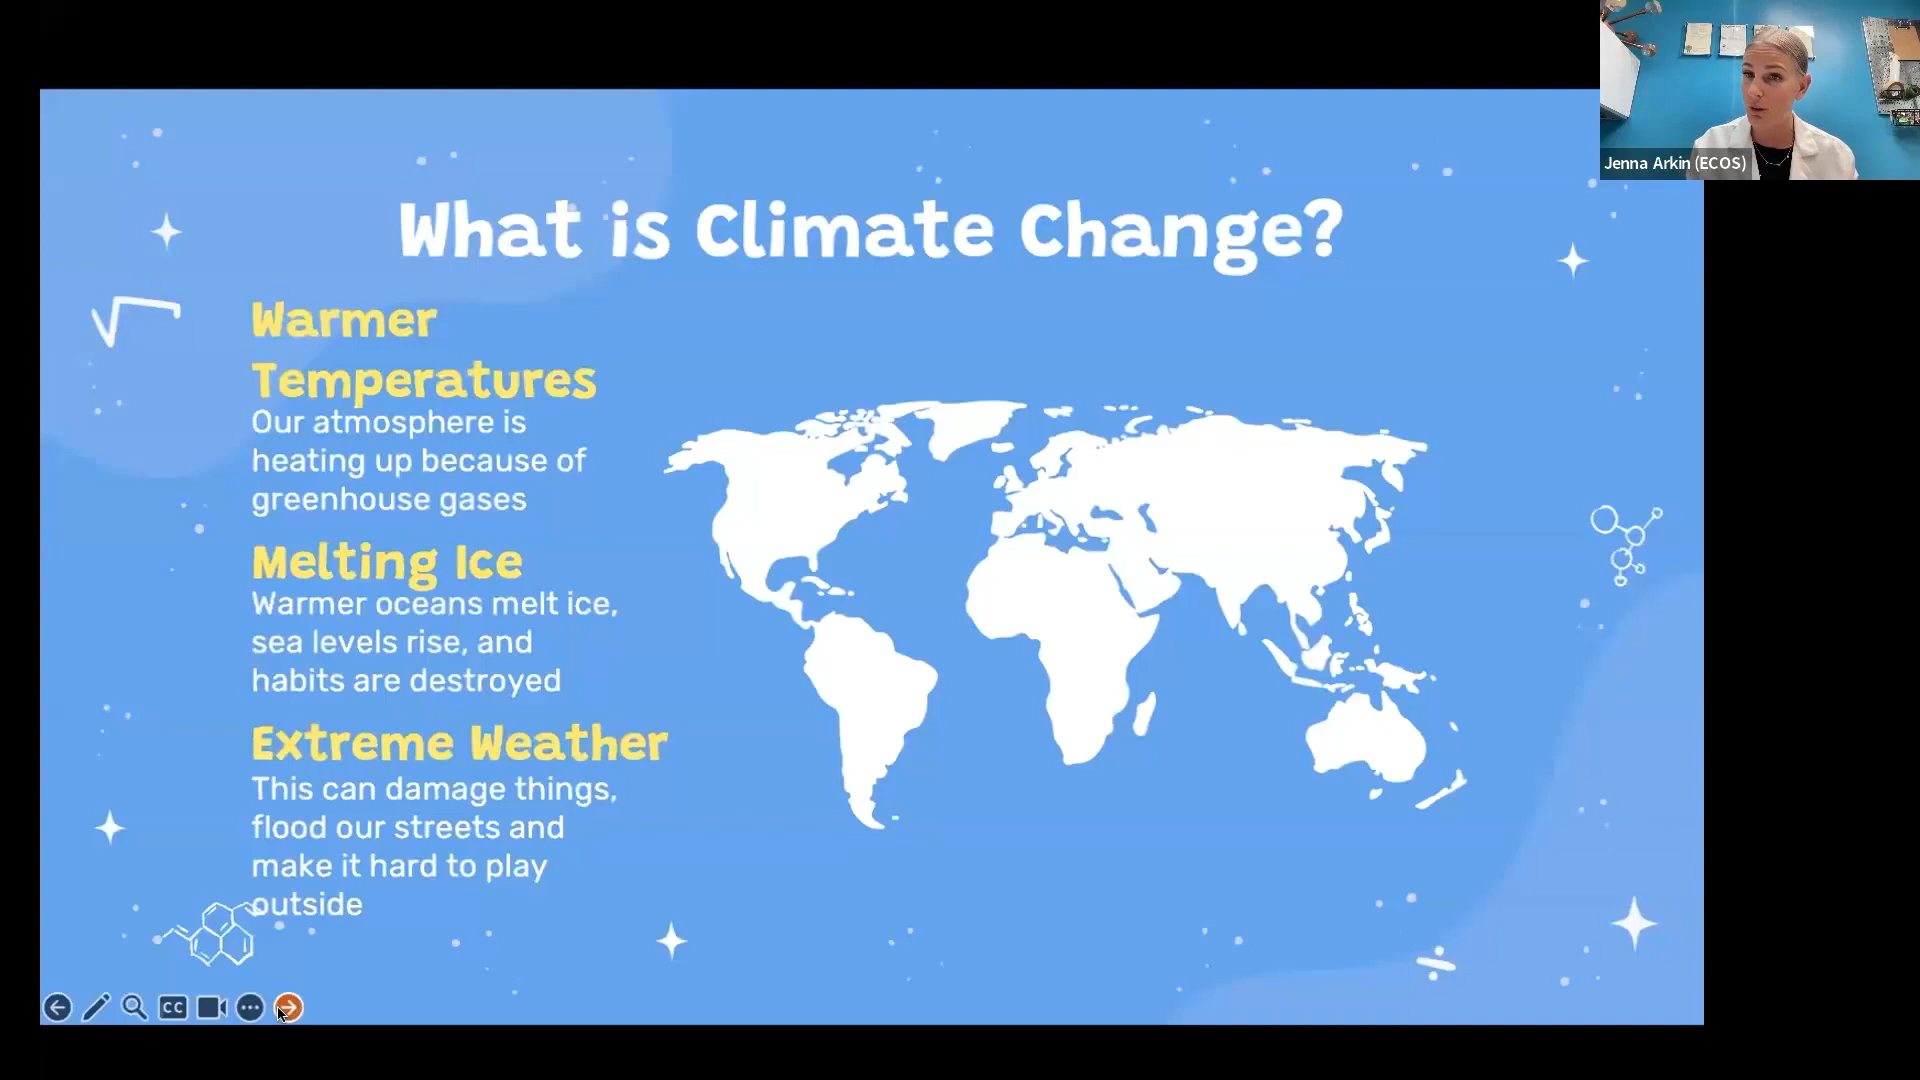 Jenna Arkin (ECOS)
What is Climate Change?
Warmer
Temperatures
Our atmosphere is
heating up because of
greenhouse gases
Melting Ice
Warmer oceans melt ice,
sea levels rise, and
habits are destroyed
Extreme Weather
This can damage things,
flood our streets and
make it hard to play
outside
CC